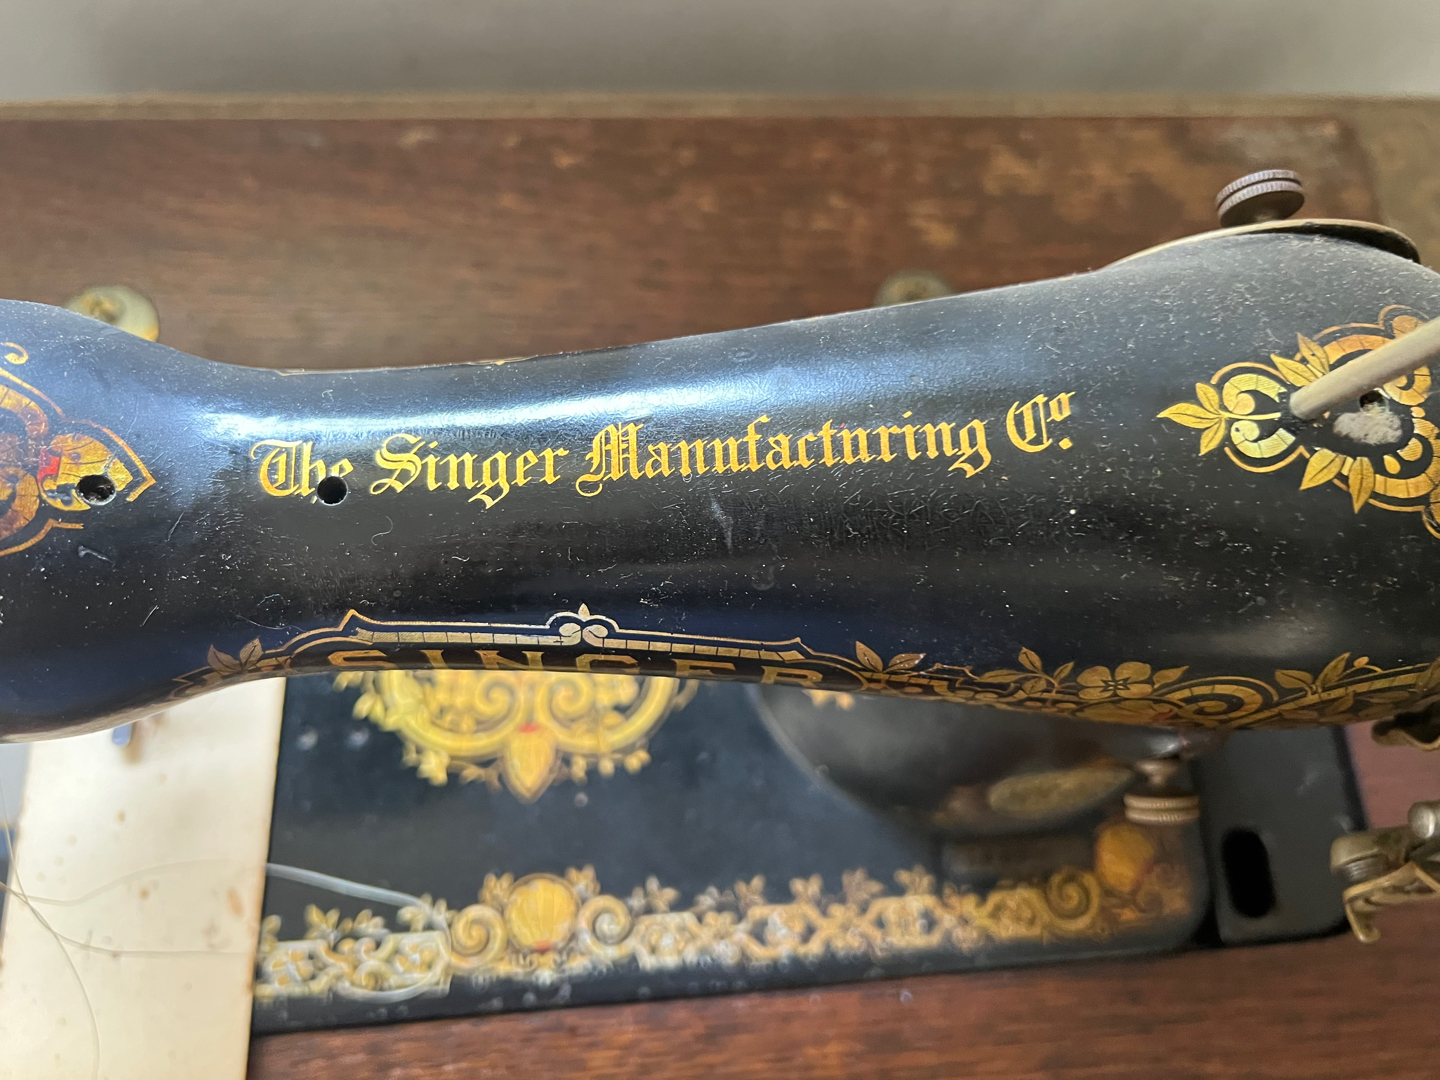 The Singer Manufacturing Co.
SINGER